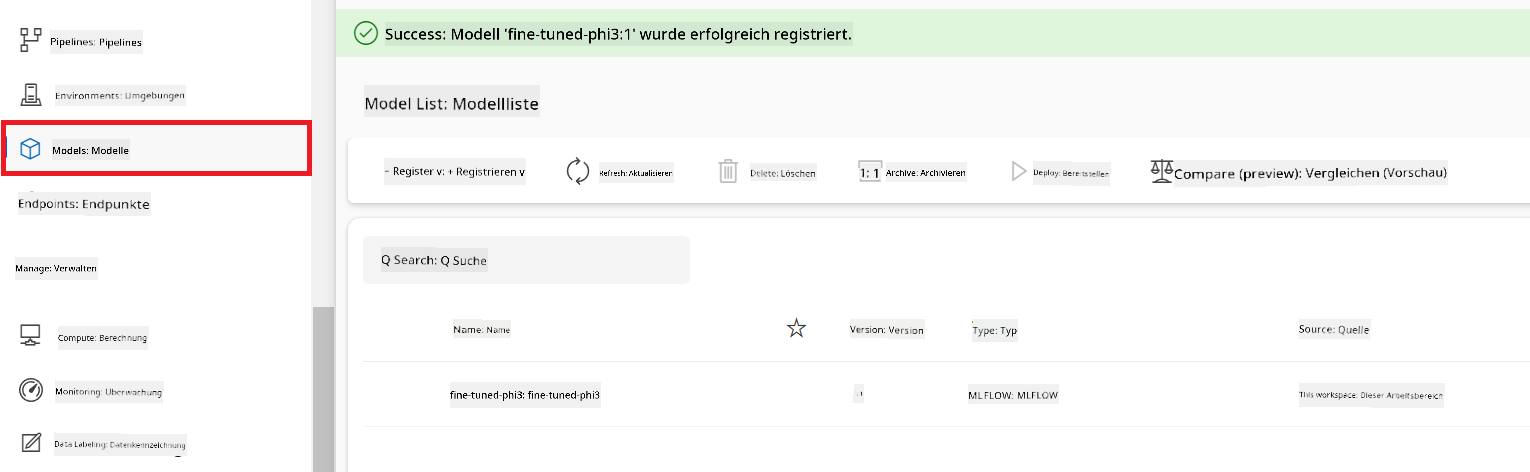 Pipelines: Pipelines
Environments: Umgebungen
Models: Modelle
Endpoints: Endpunkte
Manage: Verwalten
Compute: Berechnung
Monitoring: Überwachung
Data Labeling: Datenkennzeichnung
Success: Modell 'fine-tuned-phi3:1' wurde erfolgreich registriert.
Model List: Modellliste
− Register v: + Registrieren v
Refresh: Aktualisieren
Delete: Löschen
1: 1
Archive: Archivieren
Deploy: Bereitstellen
Compare (preview): Vergleichen (Vorschau)
Q Search: Q Suche
Name: Name
Version: Version
Type: Typ
Source: Quelle
fine-tuned-phi3: fine-tuned-phi3
MLFLOW: MLFLOW
This workspace: Dieser Arbeitsbereich